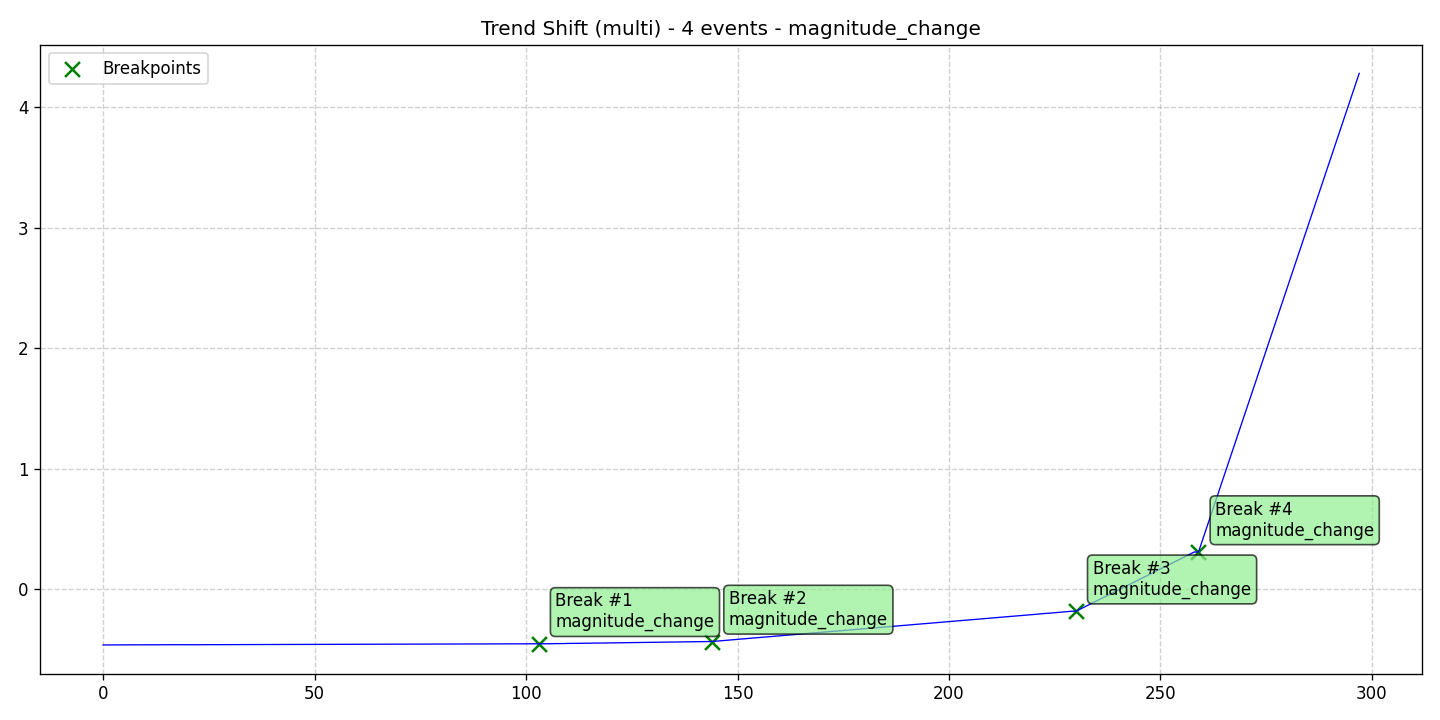 Trend Shift (multi) - 4 events - magnitude_change
Breakpoints
4
3
2
1
0
Break #1
magnitude_change
Break #2
magnitude_change
Break #3
magnitude_change
Break #4
magnitude_change
0
50
100
150
200
250
300